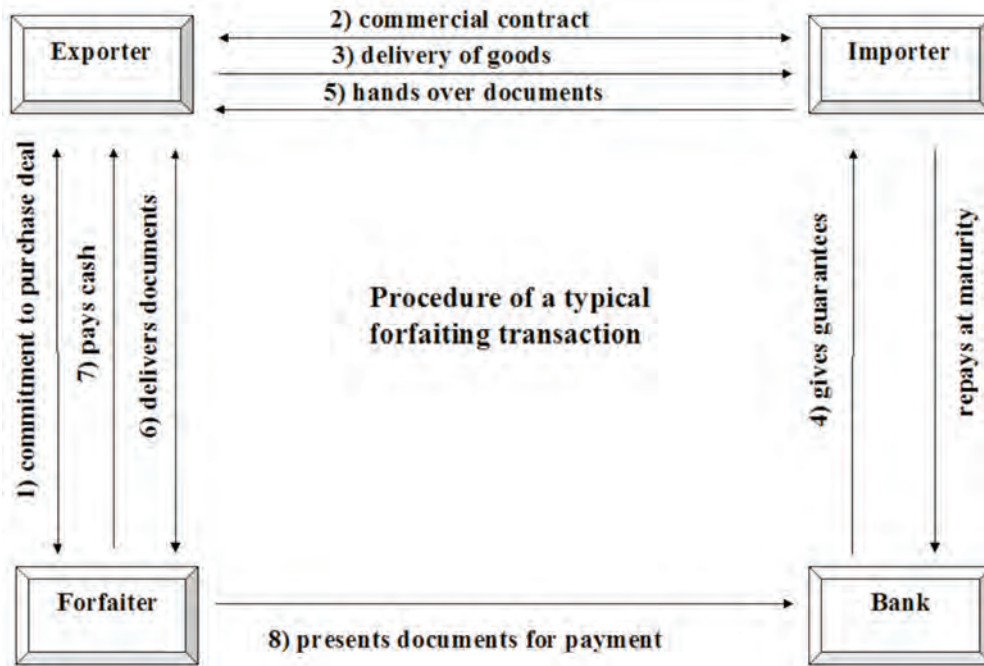 2) commercial contract
Exporter
Importer
3) delivery of goods
5) hands over documents
1) commitment to purchase deal
7) pays cash
6) delivers documents
Procedure of a typical
forfaiting transaction
4) gives guarantees
repays at maturity
Forfaiter
Bank
8) presents documents for payment